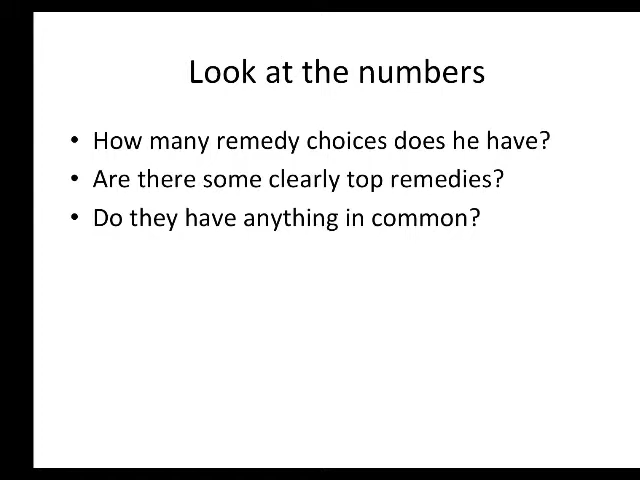 Look at the numbers
• How many remedy choices does he have?
• Are there some clearly top remedies?
• Do they have anything in common?